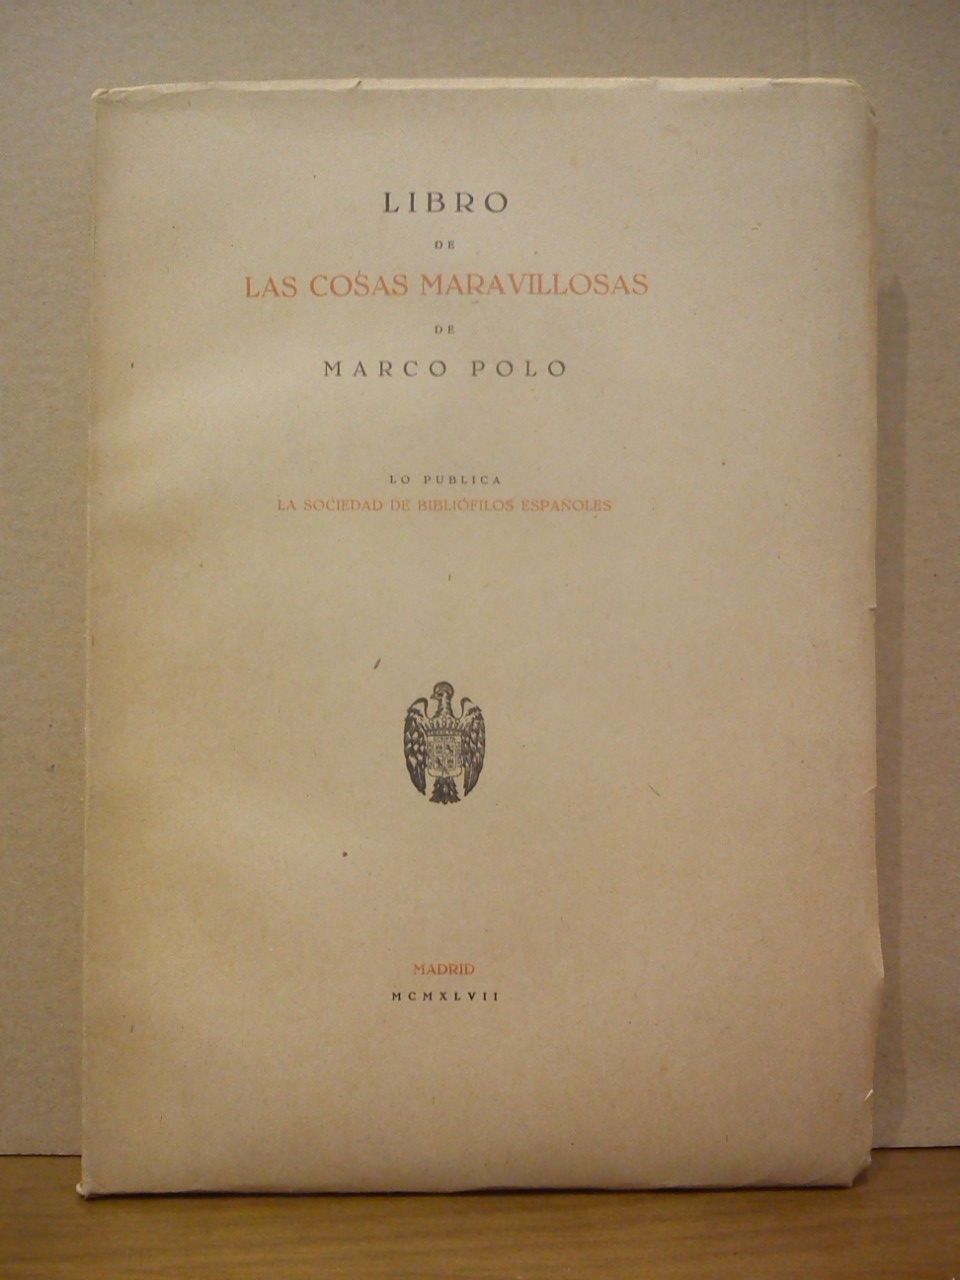 LIBRO
DE
LAS COSAS MARAVILLOSAS
DE
MARCO POLO
LO PUBLICA
LA SOCIEDAD DE BIBLIÓFILOS ESPAÑOLES
MADRID
MCMXLVII